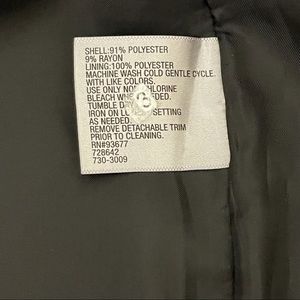 SHELL:91% POLYESTER
9% RAYON
LINING:100% POLYESTER
MACHINE WASH COLD GENTLE CYCLE.
WITH LIKE COLORS.
USE ONLY NON CHLORINE
BLEACH WHEN NEEDED.
TUMBLE DRY
IRON ON SETTING
AS NEEDED.
REMOVE DETACHABLE TRIM
PRIOR TO CLEANING.
RN#93677
728642
730-3009